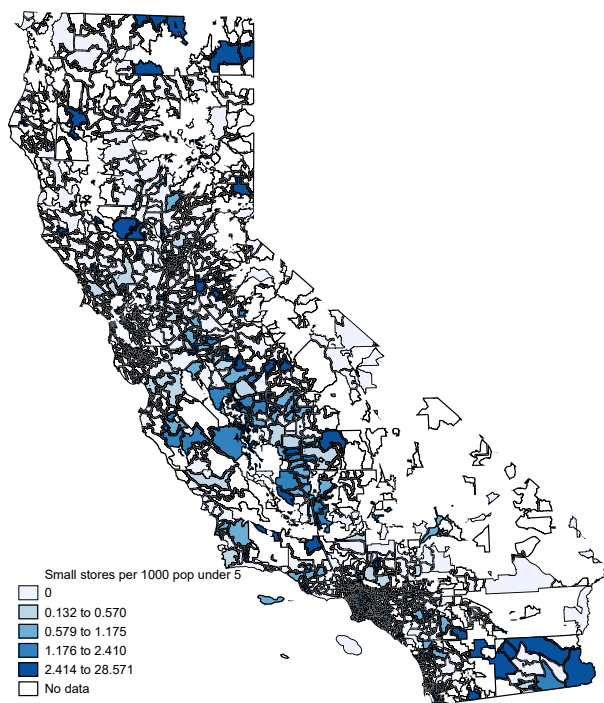 Small stores per 1000 pop under 5
0
0.132 to 0.570
0.579 to 1.175
1.176 to 2.410
2.414 to 28.571
No data